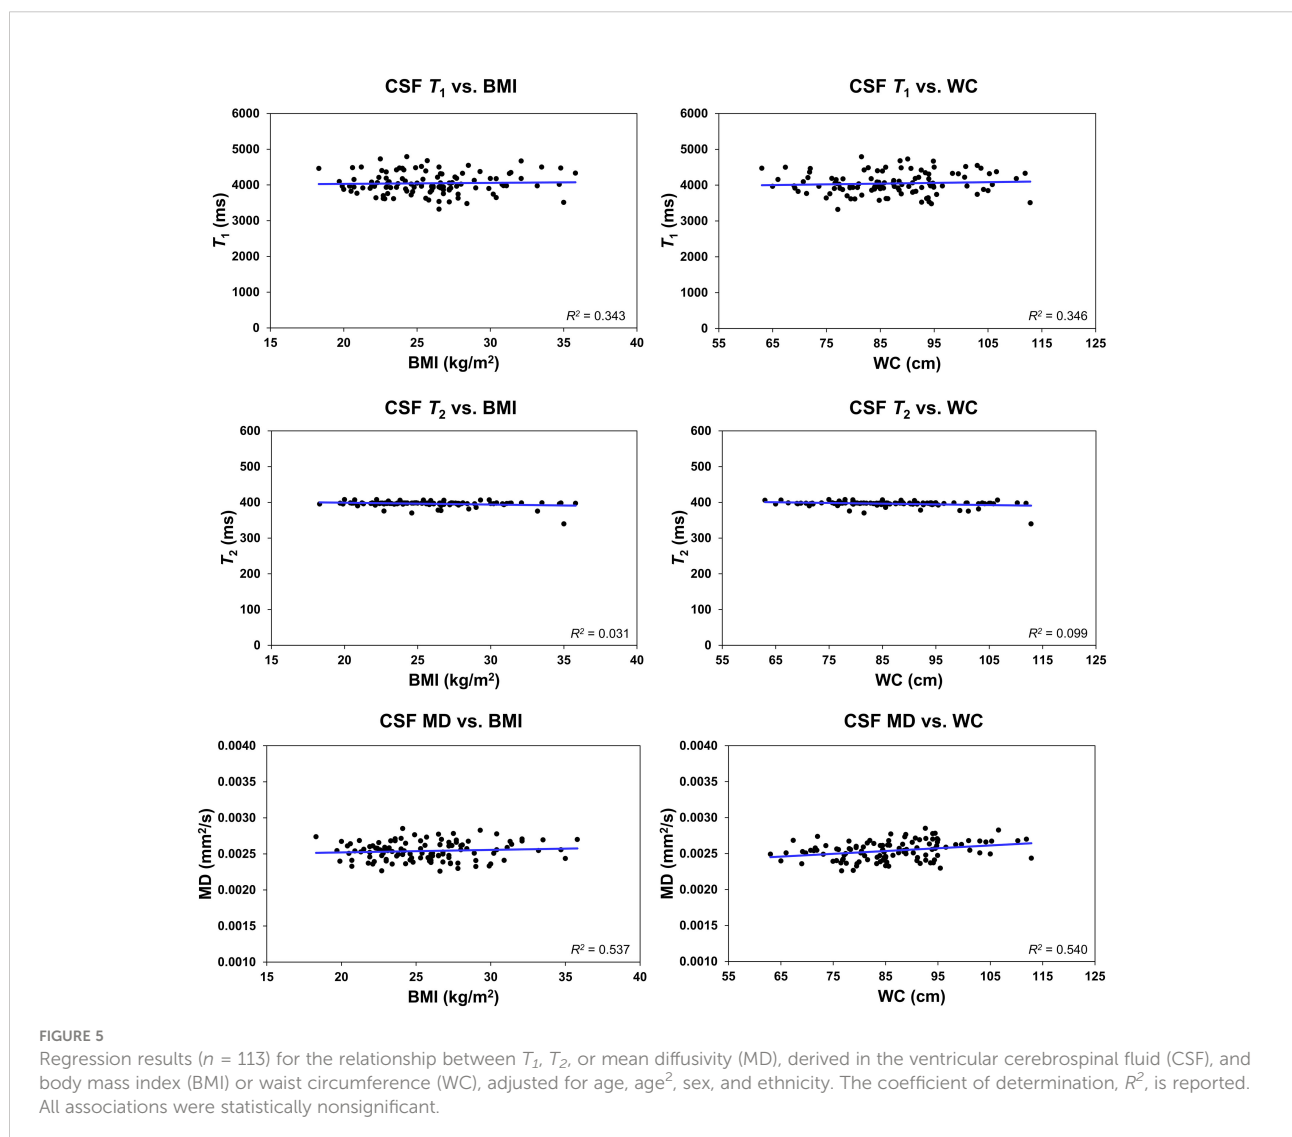 CSF T1 vs. BMI
6000
5000
4000
3000
2000
1000
0
T1 (ms)
R2 = 0.343
15 20 25 30 35 40
BMI (kg/m2)
CSF T1 vs. WC
6000
5000
4000
3000
2000
1000
0
T1 (ms)
R2 = 0.346
55 65 75 85 95 105 115 125
WC (cm)
CSF T2 vs. BMI
600
500
400
300
200
100
0
T2 (ms)
R2 = 0.031
15 20 25 30 35 40
BMI (kg/m2)
CSF T2 vs. WC
600
500
400
300
200
100
0
T2 (ms)
R2 = 0.099
55 65 75 85 95 105 115 125
WC (cm)
CSF MD vs. BMI
0.0040
0.0035
0.0030
0.0025
0.0020
0.0015
0.0010
MD (mm2/s)
R2 = 0.537
15 20 25 30 35 40
BMI (kg/m2)
CSF MD vs. WC
0.0040
0.0035
0.0030
0.0025
0.0020
0.0015
0.0010
MD (mm2/s)
R2 = 0.540
55 65 75 85 95 105 115 125
WC (cm)
FIGURE 5
Regression results (n = 113) for the relationship between T1, T2, or mean diffusivity (MD), derived in the ventricular cerebrospinal fluid (CSF), and
body mass index (BMI) or waist circumference (WC), adjusted for age, age2, sex, and ethnicity. The coefficient of determination, R2, is reported.
All associations were statistically nonsignificant.